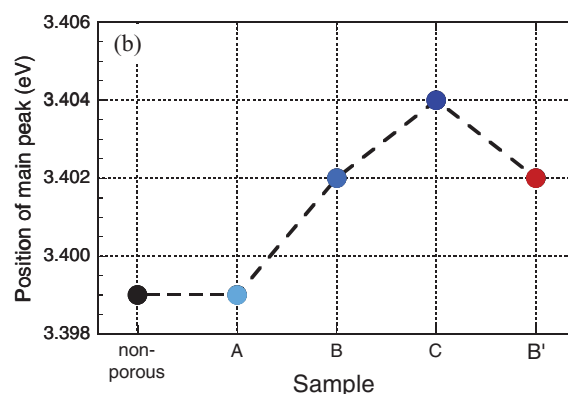 3.406
(b)
3.404
3.402
3.400
3.398
Position of main peak (eV)
non-
porous
A
B
C
B'
Sample